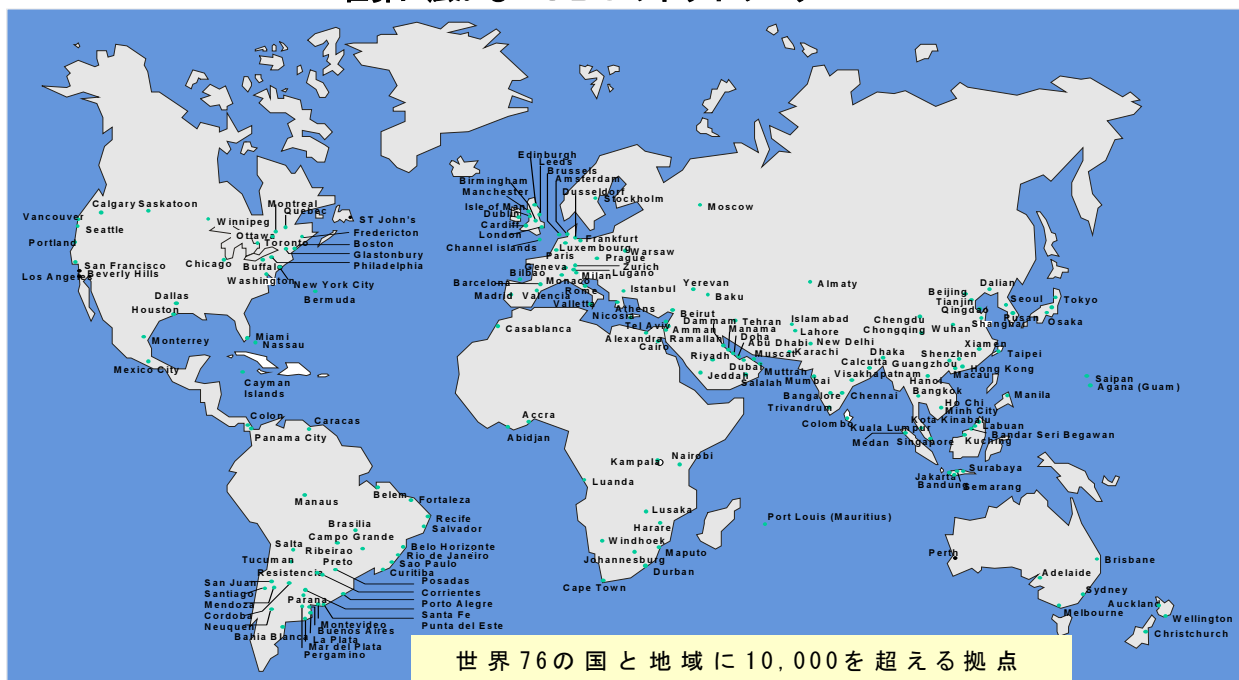 Edinburgh
Leeds
Brussels
Amsterdam
Birmingham
Manchester
Dusseldorf
Stockholm
Isle of Man
Dublin
Cardiff
London
Channel islands
Moscow
Frankfurt
Luxembourg
Warsaw
Paris
Prague
Geneva
Zurich
Bilbao
Milan
Lugano
Barcelona
Monaco
Madrid
Valencia
Rome
Valletta
Istanbul
Athens
Nicosia
Yerevan
Baku
Almaty
Calgary
Saskatoon
Montreal
Quebac
Vancouver
Winnipeg
ST John's
Seattle
Ottawa
Fredericton
Portland
Toronto
Boston
Glastonbury
San Francisco
Chicago
Buffalo
Philadelphia
Los Angeles
Beverly Hills
Washington
New York City
Bermuda
Dallas
Houston
Monterrey
Miami
Nassau
Mexico City
Cayman
Islands
Colon
Caracas
Panama City
Casablanca
Beirut
Tel Aviv
Amman
Alexandra
Ramallah
Cairo
Dammam
Tehran
Manama
Doha
Abu Dhabi
Riyadh
Dubai
Muscat
Jeddah
Muttrah
Salalah
Islamabad
Lahore
New Delhi
Karachi
Calcutta
Dhaka
Mumbai
Visakhapatnam
Bangalore
Chennai
Trivandrum
Colombo
Beijing
Dalian
Tianjin
Seoul
Tokyo
Qingdao
Chengdu
Pusan
Osaka
Chongqing
Wuhan
Shanghai
Xiamen
Shenzhen
Taipei
Guangzhou
Hong Kong
Macau
Hanoi
Bangkok
Saipan
Agana (Guam)
Manila
Ho Chi
Minh City
Kota Kinabalu
Kuala Lumpur
Labuan
Medan
Singapore
Bandar Seri Begawan
Kuching
Jakarta
Surabaya
Bandung
Semarang
Accra
Abidjan
Kampala
Nairobi
Luanda
Lusaka
Port Louis (Mauritius)
Harare
Windhoek
Johannesburg
Maputo
Durban
Cape Town
Manaus
Belem
Fortaleza
Recife
Brasilia
Salvador
Campo Grande
Salta
Ribeirao
Preto
Belo Horizonte
Rio de Janeiro
Tucuman
Sao Paulo
Resistencia
Curitiba
San Juan
Posadas
Santiago
Corrientes
Mendoza
Parana
Porto Alegre
Cordoba
Santa Fe
Neuquen
Montevideo
Punta del Este
Buenos Aires
Bahia Blanca
La Plata
Mar del Plata
Pergamino
Perth
Brisbane
Adelaide
Sydney
Auckland
Melbourne
Wellington
Christchurch
世界76の国と地域に10,000を超える拠点